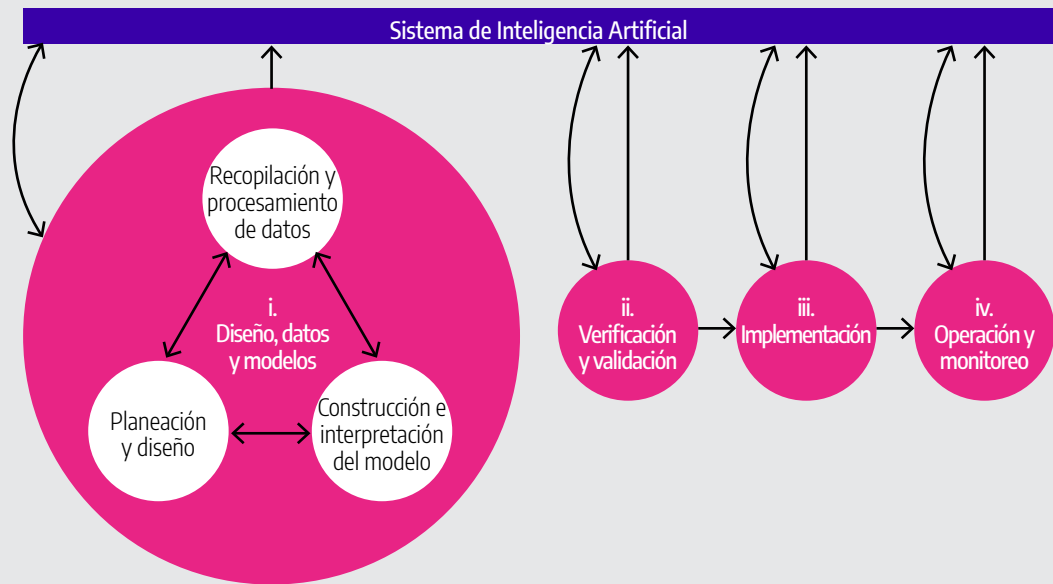 Sistema de Inteligencia Artificial
Recopilación y
procesamiento
de datos
i.
Diseño, datos
y modelos
Planeación
y diseño
Construcción e
interpretación
del modelo
ii.
Verificación
y validación
iii.
Implementación
iv.
Operación y
monitoreo